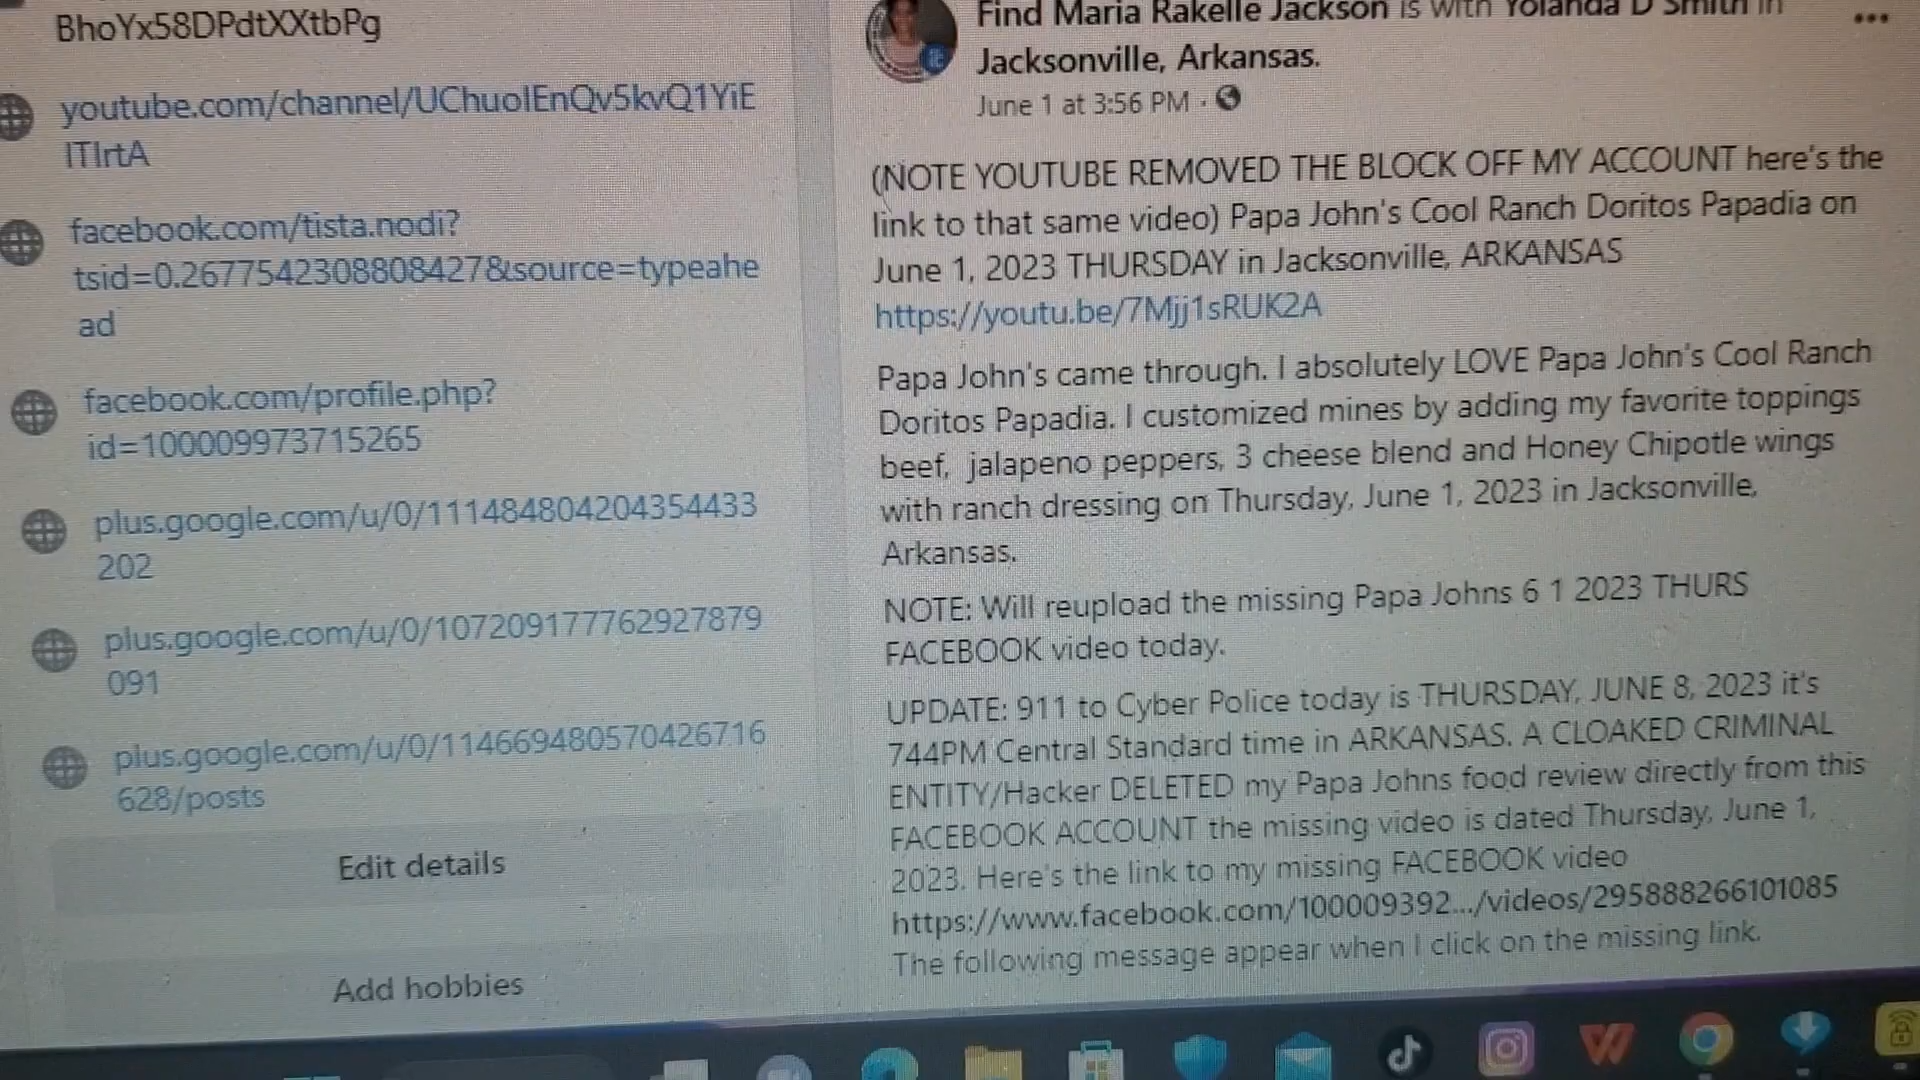 BhoYx58DPdtXXtbPg
youtube.com/channel/UChuolEnQv5kvQ1YiE
ITIrtA
facebook.com/tista.nodi?
tsid=0.26775423088084278&source=typeahe
ad
facebook.com/profile.php?
id=100009973715265
plus.google.com/u/0/111484804204354433
202
plus.google.com/u/0/107209177762927879
091
plus.google.com/u/0/114669480570426716
628/posts
Edit details
Add hobbies
Find Maria Rakelle Jackson is with Yolanda D Smith in
Jacksonville, Arkansas.
June 1 at 3:56 PM ·
(NOTE YOUTUBE REMOVED THE BLOCK OFF MY ACCOUNT here's the
link to that same video) Papa John's Cool Ranch Doritos Papadia on
June 1, 2023 THURSDAY in Jacksonville, ARKANSAS
https://youtu.be/7Mjj1sRUK2A
Papa John's came through. I absolutely LOVE Papa John's Cool Ranch
Doritos Papadia. I customized mines by adding my favorite toppings
beef, jalapeno peppers, 3 cheese blend and Honey Chipotle wings
with ranch dressing on Thursday, June 1, 2023 in Jacksonville,
Arkansas.
NOTE: Will reupload the missing Papa Johns 6 1 2023 THURS
FACEBOOK video today.
UPDATE: 911 to Cyber Police today is THURSDAY, JUNE 8, 2023 it's
744PM Central Standard time in ARKANSAS. A CLOAKED CRIMINAL
ENTITY/Hacker DELETED my Papa Johns food review directly from this
FACEBOOK ACCOUNT the missing video is dated Thursday, June 1,
2023. Here's the link to my missing FACEBOOK video
https://www.facebook.com/100009392.../videos/295888266101085
The following message appear when I click on the missing link.